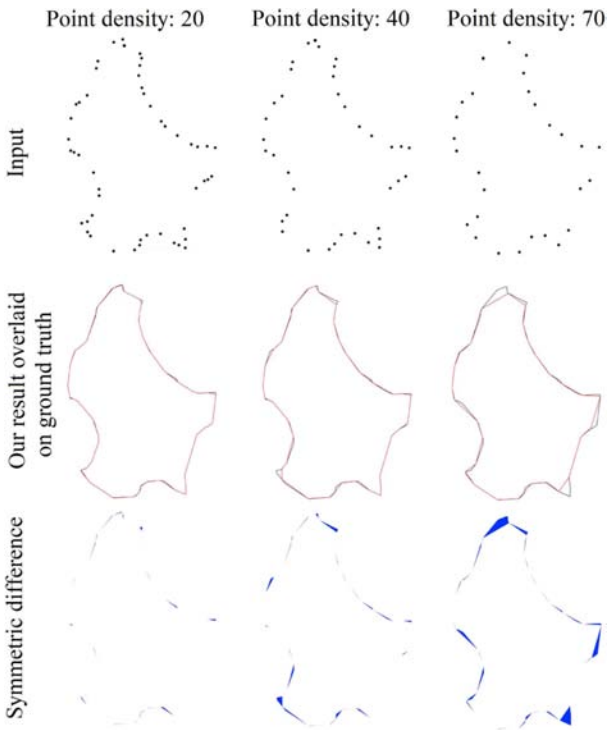 Point density: 20 Point density: 40 Point density: 70
Input
Our result overlaid
on ground truth
Symmetric difference